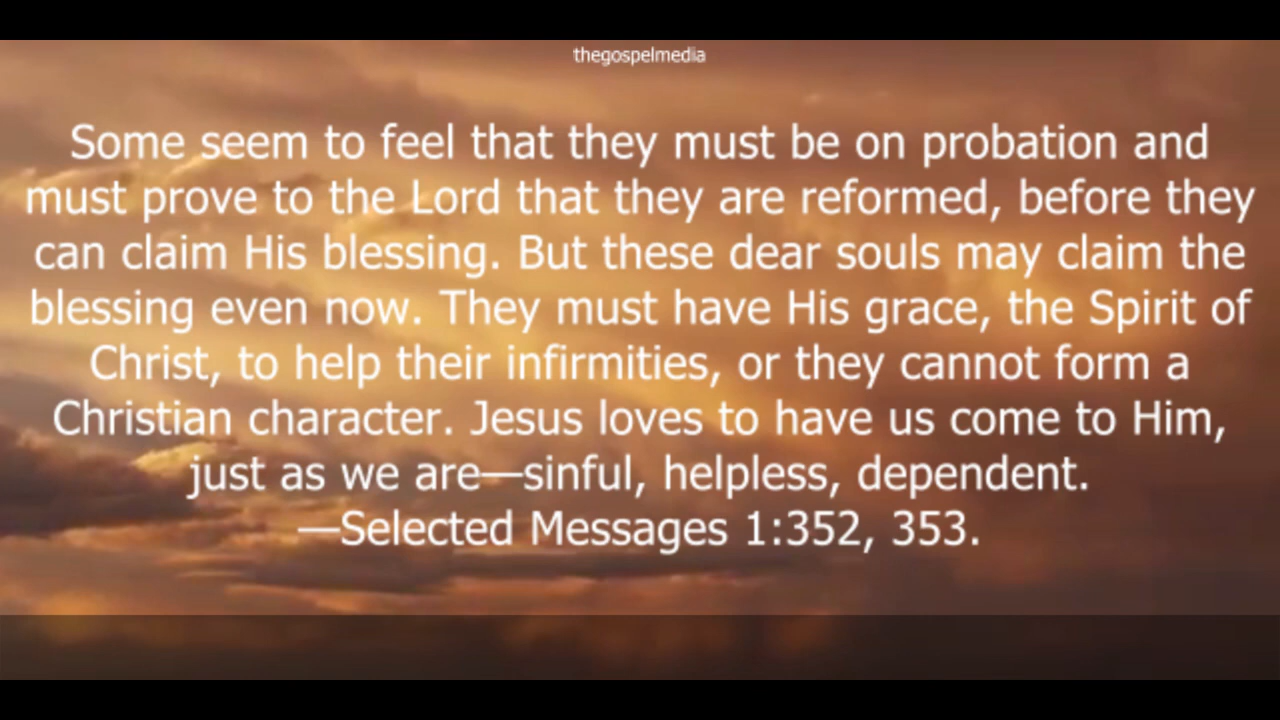 thegospelmedia
Some seem to feel that they must be on probation and
must prove to the Lord that they are reformed, before they
can claim His blessing. But these dear souls may claim the
blessing even now. They must have His grace, the Spirit of
Christ, to help their infirmities, or they cannot form a
Christian character. Jesus loves to have us come to Him,
just as we are—sinful, helpless, dependent.
—Selected Messages 1:352, 353.